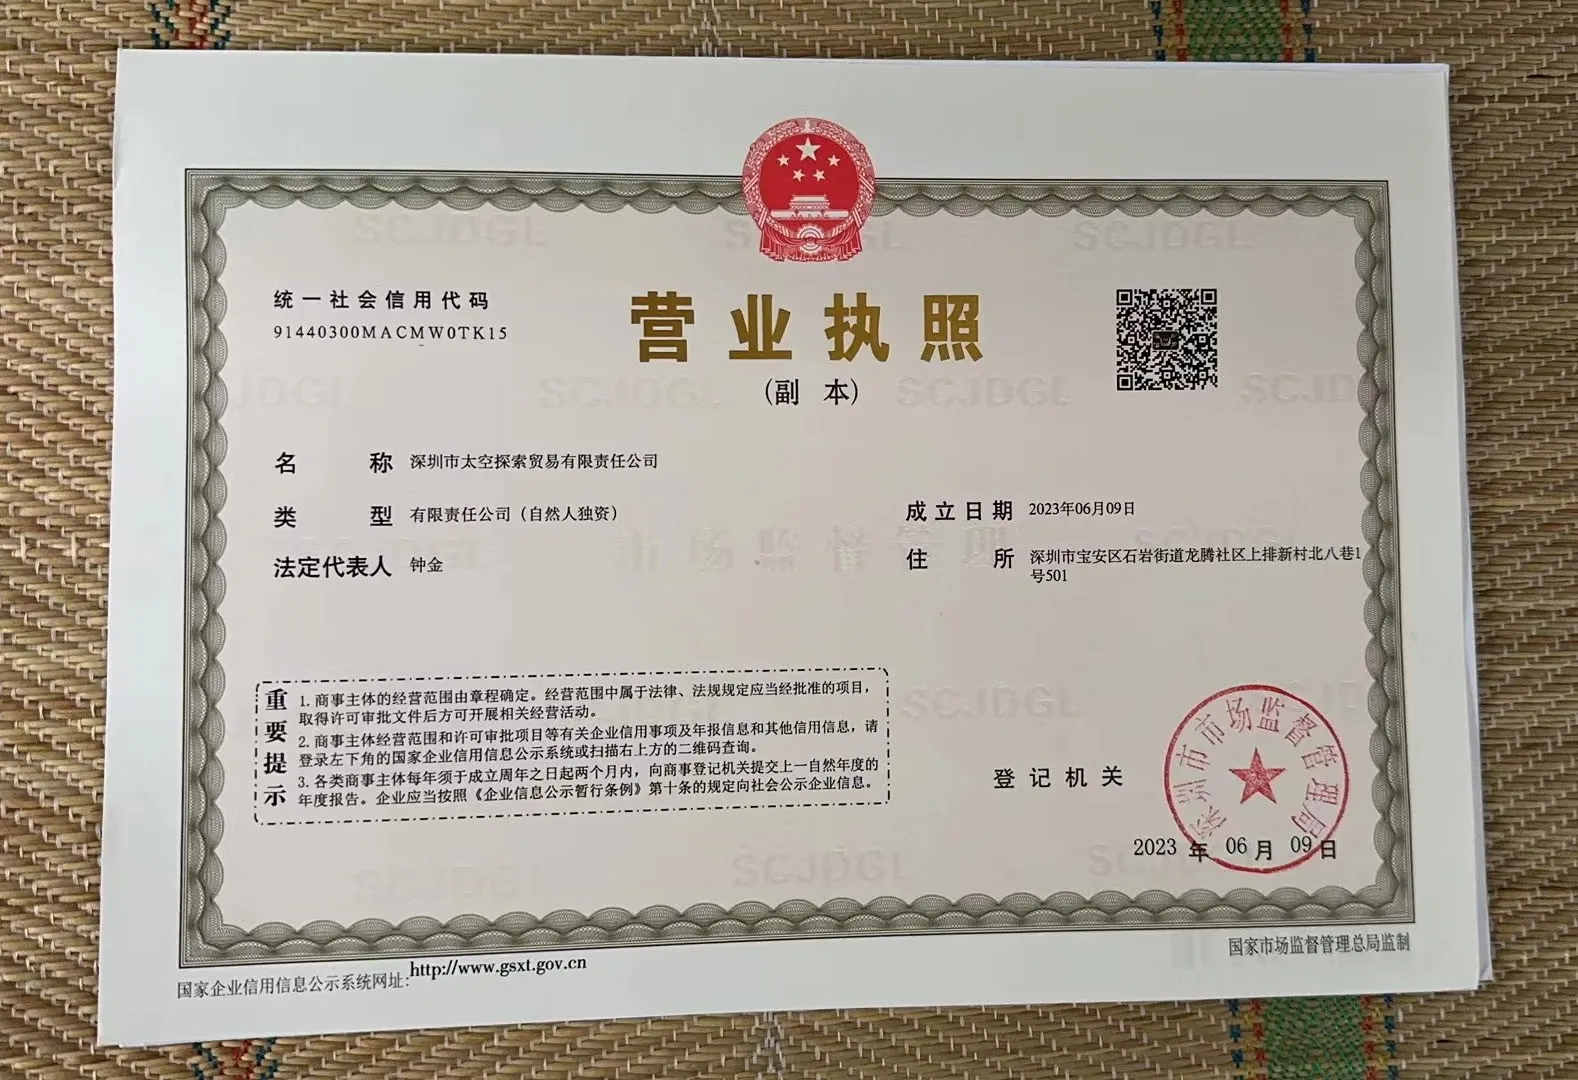 统一社会信用代码
91440300MACMW0TK15
营业执照
(副 本)
名 称 深圳市太空探索贸易有限责任公司
类 型 有限责任公司（自然人独资）
法定代表人 钟金
成立日期 2023年06月09日
住 所 深圳市宝安区石岩街道龙腾社区上排新村北八巷1
号501
重要提示
1. 商事主体的经营范围由章程确定。经营范围中属于法律、法规规定应当经批准的项目，
取得许可审批文件后方可开展相关经营活动。
2. 商事主体经营范围和许可审批项目等有关企业信用事项及年报信息和其他信用信息，请
登录左下角的国家企业信用信息公示系统或扫描右上方的二维码查询。
3. 各类商事主体每年须于成立周年之日起两个月内，向商事登记机关提交上一自然年度的
年度报告。企业应当按照《企业信息公示暂行条例》第十条的规定向社会公示企业信息。
登记机关
深圳市市场监督管理局
2023 年 06 月 09 日
国家企业信用信息公示系统网址：http://www.gsxt.gov.cn
国家市场监督管理总局监制
SCJDGL
市场监督管理